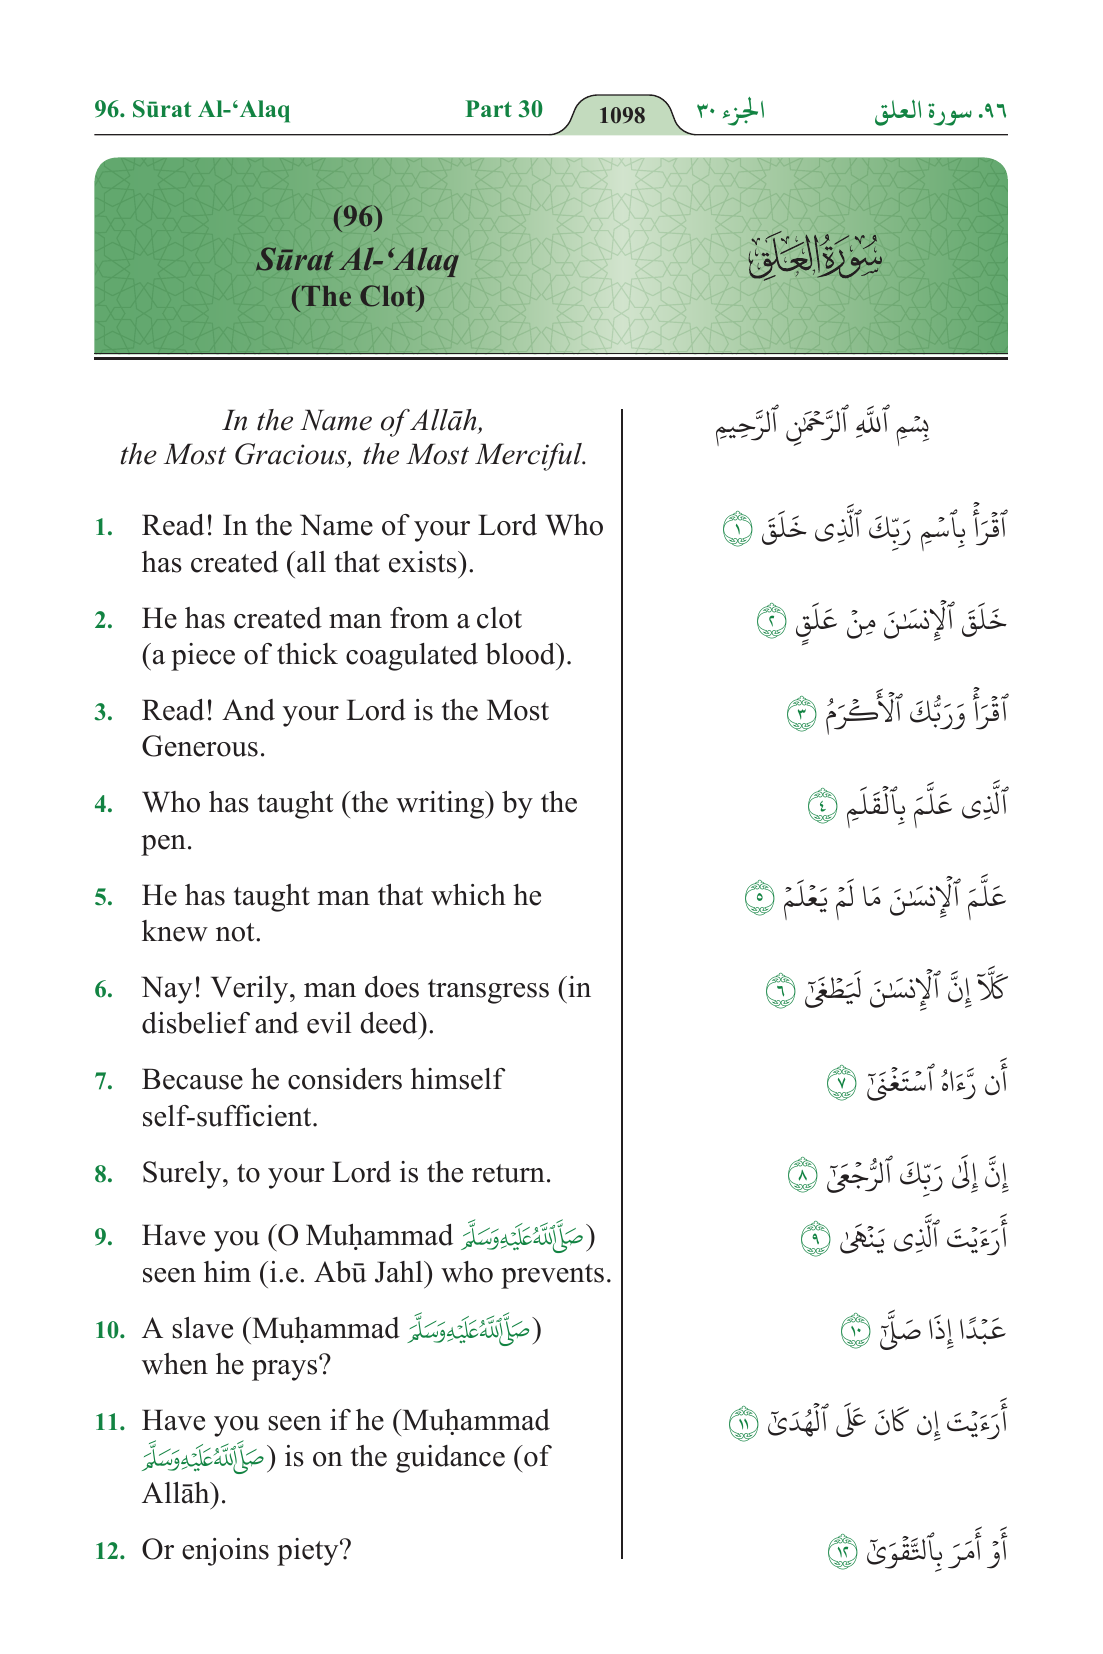 96. Sūrat Al-‘Alaq
Part 30
1098
الجزء ٣٠
٩٦. سورة العلق
(96)
Sūrat Al-‘Alaq
(The Clot)
سُورَةُ العَلَقِ
In the Name of Allāh,
the Most Gracious, the Most Merciful.
بِسْمِ ٱللَّهِ ٱلرَّحْمَٰنِ ٱلرَّحِيمِ
1. Read! In the Name of your Lord Who
has created (all that exists).
ٱقْرَأْ بِٱسْمِ رَبِّكَ ٱلَّذِى خَلَقَ ١
2. He has created man from a clot
(a piece of thick coagulated blood).
خَلَقَ ٱلْإِنسَٰنَ مِنْ عَلَقٍ ٢
3. Read! And your Lord is the Most
Generous.
ٱقْرَأْ وَرَبُّكَ ٱلْأَكْرَمُ ٣
4. Who has taught (the writing) by the
pen.
ٱلَّذِى عَلَّمَ بِٱلْقَلَمِ ٤
5. He has taught man that which he
knew not.
عَلَّمَ ٱلْإِنسَٰنَ مَا لَمْ يَعْلَمْ ٥
6. Nay! Verily, man does transgress (in
disbelief and evil deed).
كَلَّآ إِنَّ ٱلْإِنسَٰنَ لَيَطْغَىٰٓ ٦
7. Because he considers himself
self-sufficient.
أَن رَّءَاهُ ٱسْتَغْنَىٰٓ ٧
8. Surely, to your Lord is the return.
إِنَّ إِلَىٰ رَبِّكَ ٱلرُّجْعَىٰٓ ٨
9. Have you (O Muḥammad صَلَّى ٱللَّهُ عَلَيْهِ وَسَلَّمَ)
seen him (i.e. Abū Jahl) who prevents.
أَرَءَيْتَ ٱلَّذِى يَنْهَىٰ ٩
10. A slave (Muḥammad صَلَّى ٱللَّهُ عَلَيْهِ وَسَلَّمَ)
when he prays?
عَبْدًا إِذَا صَلَّىٰٓ ١٠
11. Have you seen if he (Muḥammad
صَلَّى ٱللَّهُ عَلَيْهِ وَسَلَّمَ) is on the guidance (of
Allāh).
أَرَءَيْتَ إِن كَانَ عَلَى ٱلْهُدَىٰٓ ١١
12. Or enjoins piety?
أَوْ أَمَرَ بِٱلتَّقْوَىٰٓ ١٢